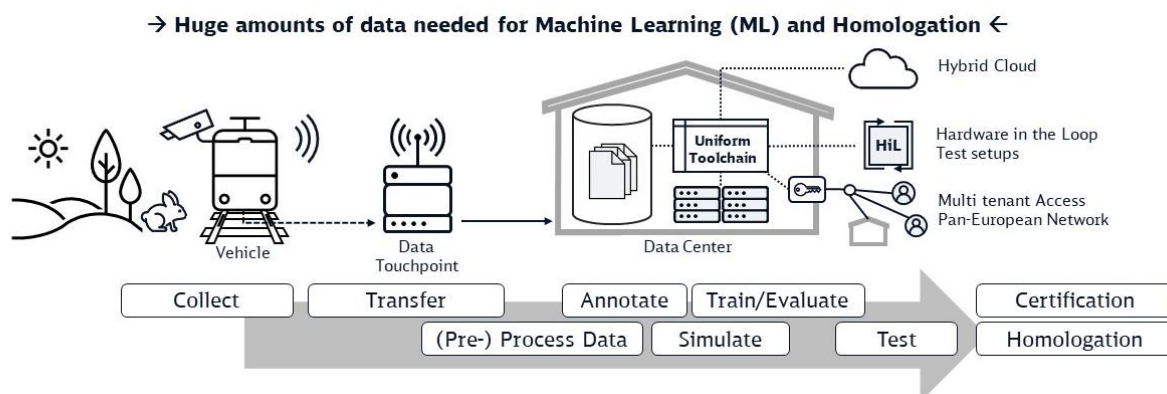 → Huge amounts of data needed for Machine Learning (ML) and Homologation ←
Hybrid Cloud
Uniform
Toolchain
HiL
Hardware in the Loop
Test setups
Multi tenant Access
Pan-European Network
Vehicle
Data
Touchpoint
Data Center
Collect
Transfer
Annotate
Train/Evaluate
Certification
(Pre-) Process Data
Simulate
Test
Homologation